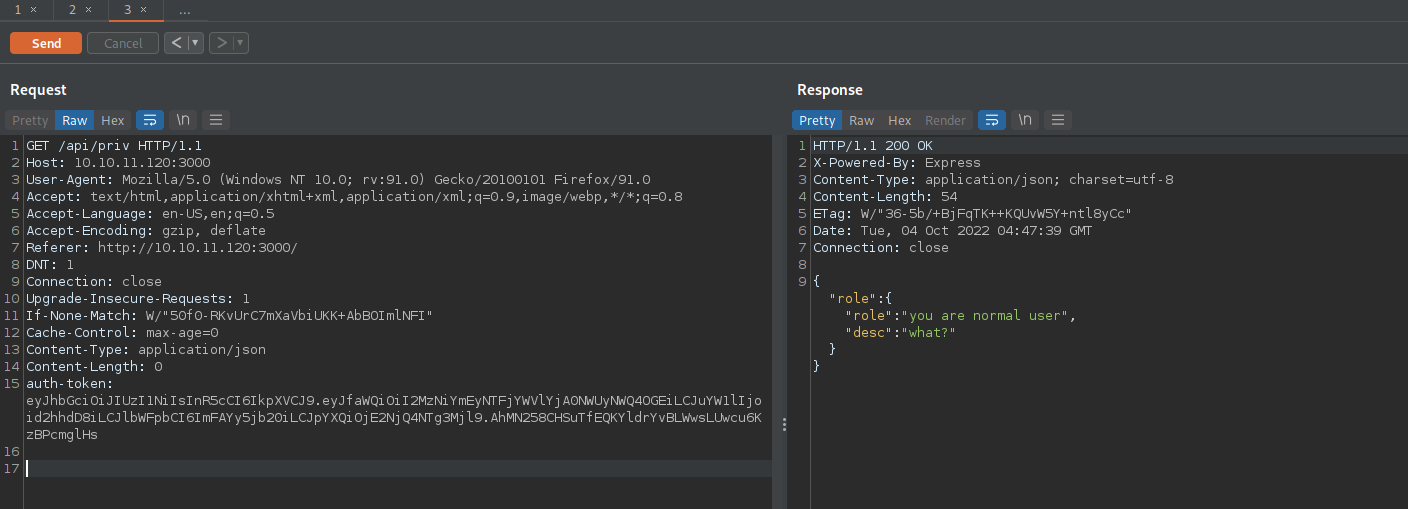 1 × 2 × 3 × ...
Send Cancel < ▾ > ▾
Request
Pretty Raw Hex \n
1 GET /api/priv HTTP/1.1
2 Host: 10.10.11.120:3000
3 User-Agent: Mozilla/5.0 (Windows NT 10.0; rv:91.0) Gecko/20100101 Firefox/91.0
4 Accept: text/html,application/xhtml+xml,application/xml;q=0.9,image/webp,*/*;q=0.8
5 Accept-Language: en-US,en;q=0.5
6 Accept-Encoding: gzip, deflate
7 Referer: http://10.10.11.120:3000/
8 DNT: 1
9 Connection: close
10 Upgrade-Insecure-Requests: 1
11 If-None-Match: W/"50f0-RKvUrC7mXaVbiUKK+AbBOImlNFI"
12 Cache-Control: max-age=0
13 Content-Type: application/json
14 Content-Length: 0
15 auth-token:
eyJhbGciOiJIUzI1NiIsInR5cCI6IkpXVCJ9.eyJfaWQiOiI2MzNiYmEyNTFjYWVlYjA0NWUyNWQ4OGEiLCJuYW1lIjo
id2hhdD8iLCJlbWFpbCI6ImFAYy5jb20iLCJpYXQiOjE2NjQ4NTg3Mjl9.AhMN258CHSuTfEQKYldrYvBLWwsLUwcu6K
zBPcmglHs
16
17
Response
Pretty Raw Hex Render \n
1 HTTP/1.1 200 OK
2 X-Powered-By: Express
3 Content-Type: application/json; charset=utf-8
4 Content-Length: 54
5 ETag: W/"36-5b/+BjFqTK++KQUvW5Y+ntl8yCc"
6 Date: Tue, 04 Oct 2022 04:47:39 GMT
7 Connection: close
8
9 {
"role":{
"role":"you are normal user",
"desc":"what?"
}
}